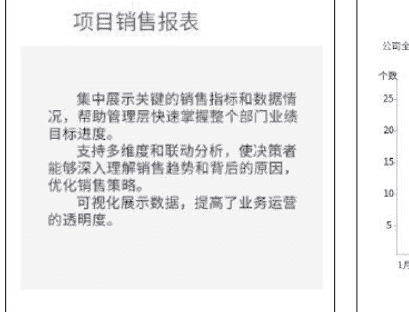 项目销售报表
集中展示关键的销售指标和数据情
况，帮助管理层快速掌握整个部门业绩
目标进度。
支持多维度和联动分析，使决策者
能够深入理解销售趋势和背后的原因，
优化销售策略。
可视化展示数据，提高了业务运营
的透明度。
公司全
个数
25
20
15
10
5
1月